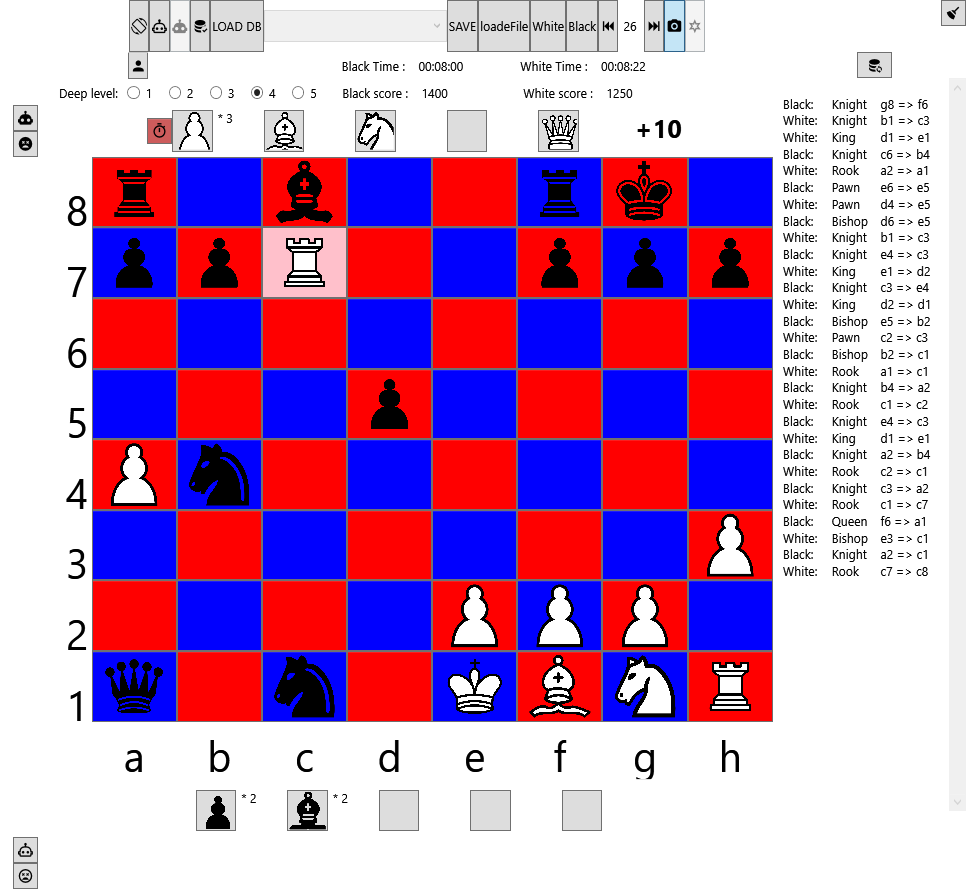 LOAD DB SAVE loadeFile White Black 26
Black Time : 00:08:00 White Time : 00:08:22
Deep level: 1 2 3 4 5 Black score : 1400 White score : 1250
* 3 +10
8
7
6
5
4
3
2
1
a b c d e f g h
* 2 * 2
Black: Knight g8 => f6
White: Knight b1 => c3
White: King d1 => e1
Black: Knight c6 => b4
White: Rook a2 => a1
Black: Pawn e6 => e5
White: Pawn d4 => e5
Black: Bishop d6 => e5
White: Knight b1 => c3
Black: Knight e4 => c3
White: King e1 => d2
Black: Knight c3 => e4
White: King d2 => d1
Black: Bishop e5 => b2
White: Pawn c2 => c3
Black: Bishop b2 => c1
White: Rook a1 => c1
Black: Knight b4 => a2
White: Rook c1 => c2
Black: Knight e4 => c3
White: King d1 => e1
Black: Knight a2 => b4
White: Rook c2 => c1
Black: Knight c3 => a2
White: Rook c1 => c7
Black: Queen f6 => a1
White: Bishop e3 => c1
Black: Knight a2 => c1
White: Rook c7 => c8